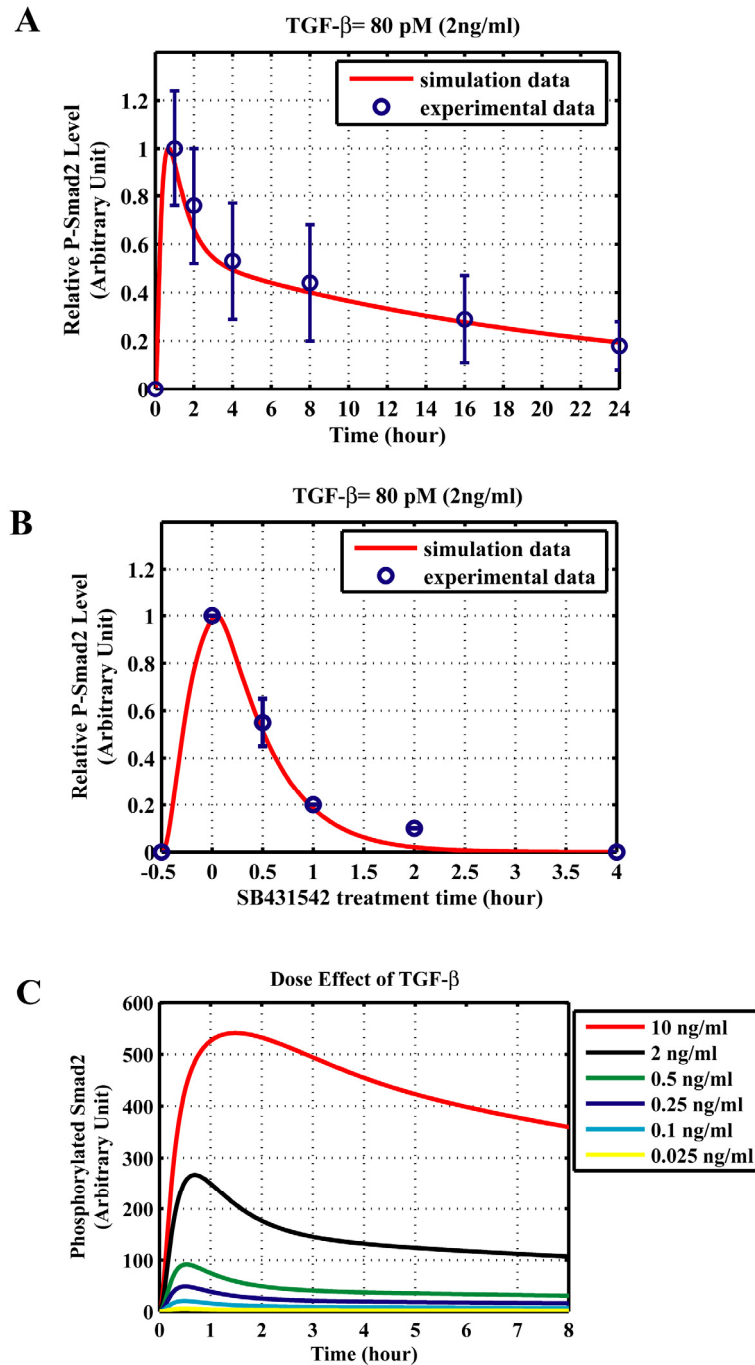 A
TGF-β= 80 pM (2ng/ml)
simulation data
experimental data
Relative P-Smad2 Level
(Arbitrary Unit)
1.2
1
0.8
0.6
0.4
0.2
0
0 2 4 6 8 10 12 14 16 18 20 22 24
Time (hour)
B
TGF-β= 80 pM (2ng/ml)
simulation data
experimental data
Relative P-Smad2 Level
(Arbitrary Unit)
1.2
1
0.8
0.6
0.4
0.2
0
-0.5 0 0.5 1 1.5 2 2.5 3 3.5 4
SB431542 treatment time (hour)
C
Dose Effect of TGF-β
Phosphorylated Smad2
(Arbitrary Unit)
600
500
400
300
200
100
0
0 1 2 3 4 5 6 7 8
Time (hour)
10 ng/ml
2 ng/ml
0.5 ng/ml
0.25 ng/ml
0.1 ng/ml
0.025 ng/ml